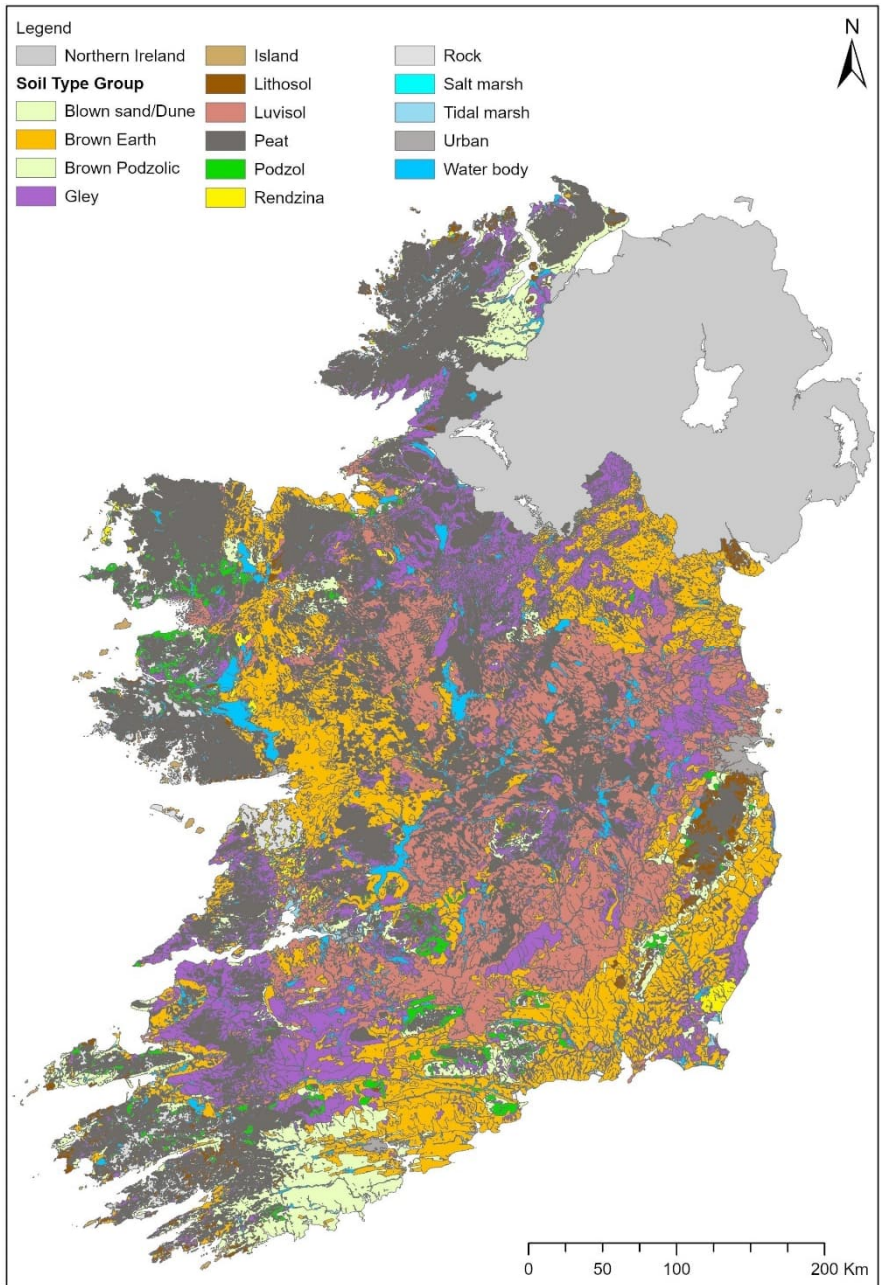 Legend
Northern Ireland
Soil Type Group
Blown sand/Dune
Brown Earth
Brown Podzolic
Gley
Island
Lithosol
Luvisol
Peat
Podzol
Rendzina
Rock
Salt marsh
Tidal marsh
Urban
Water body
N
0 50 100 200 Km